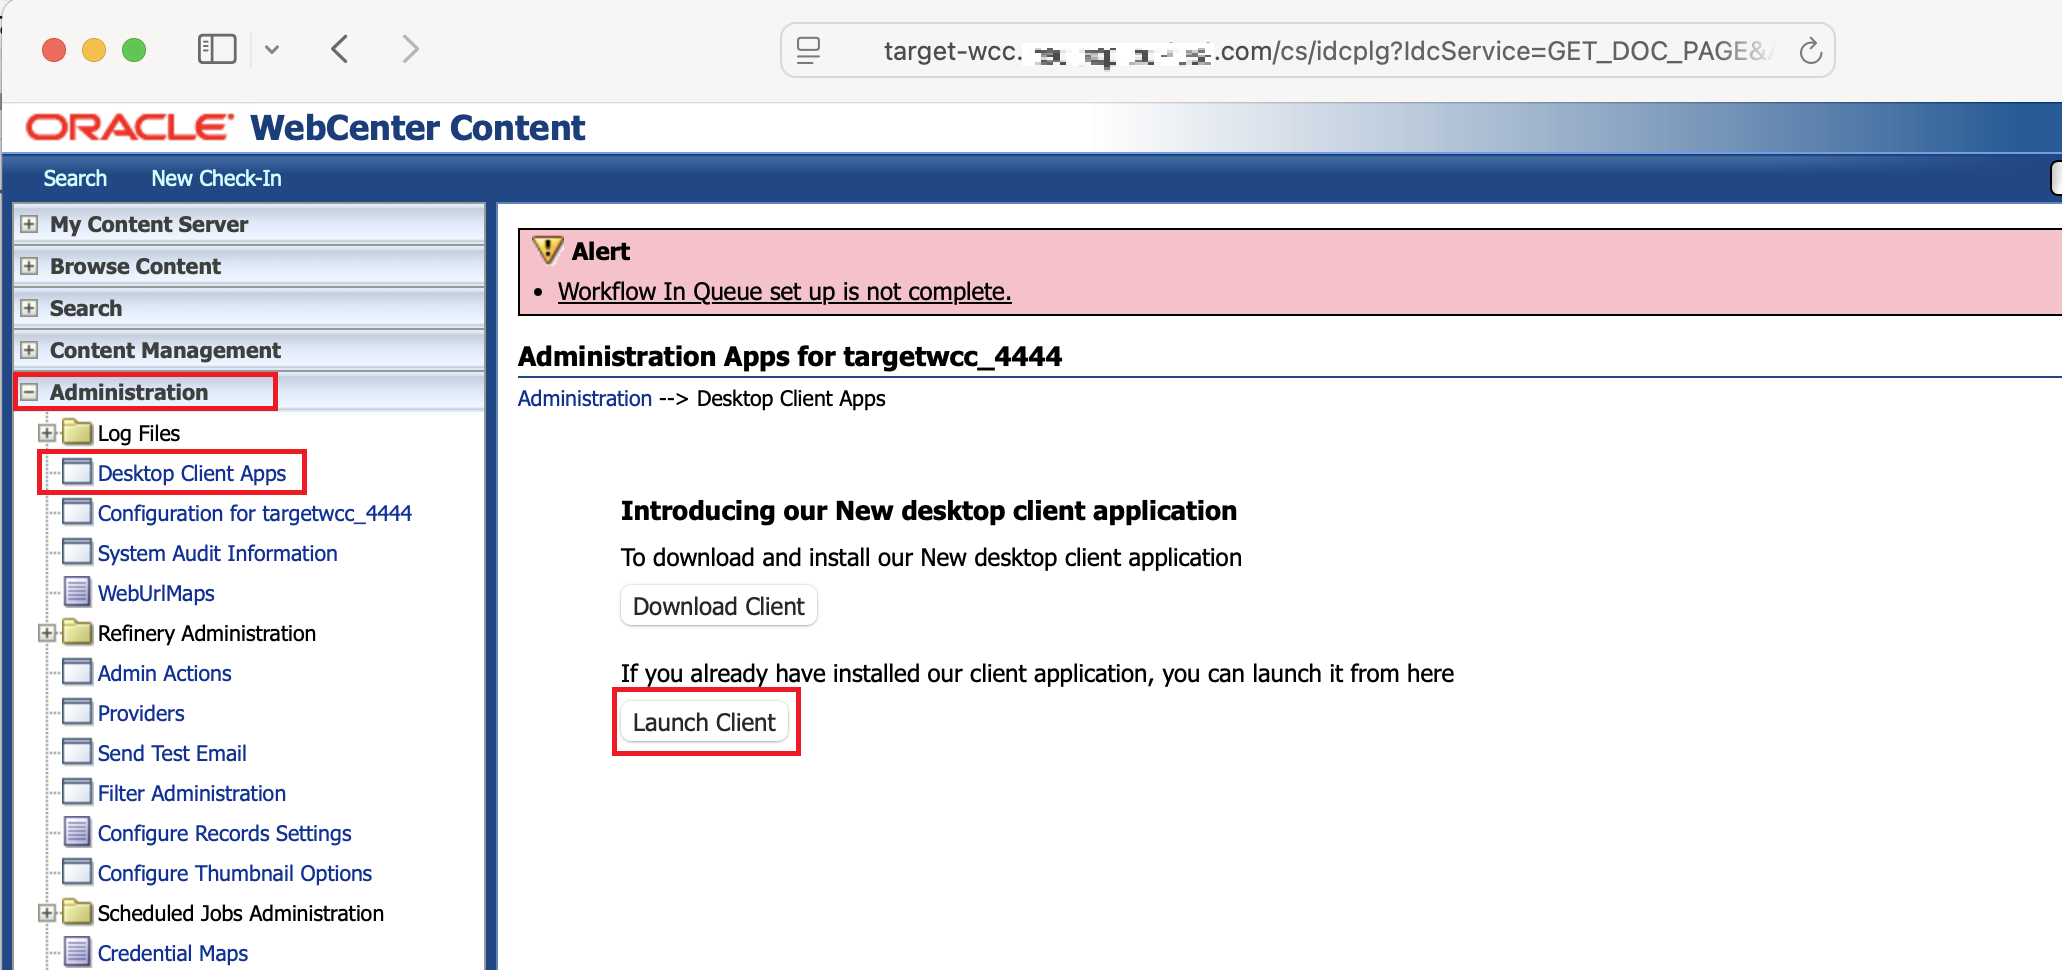 target-wcc. .com/cs/idcplg?IdcService=GET_DOC_PAGE&
ORACLE WebCenter Content
Search New Check-In
My Content Server
Browse Content
Search
Content Management
Administration
Log Files
Desktop Client Apps
Configuration for targetwcc_4444
System Audit Information
WebUrlMaps
Refinery Administration
Admin Actions
Providers
Send Test Email
Filter Administration
Configure Records Settings
Configure Thumbnail Options
Scheduled Jobs Administration
Credential Maps
Alert
• Workflow In Queue set up is not complete.
Administration Apps for targetwcc_4444
Administration --> Desktop Client Apps
Introducing our New desktop client application
To download and install our New desktop client application
Download Client
If you already have installed our client application, you can launch it from here
Launch Client